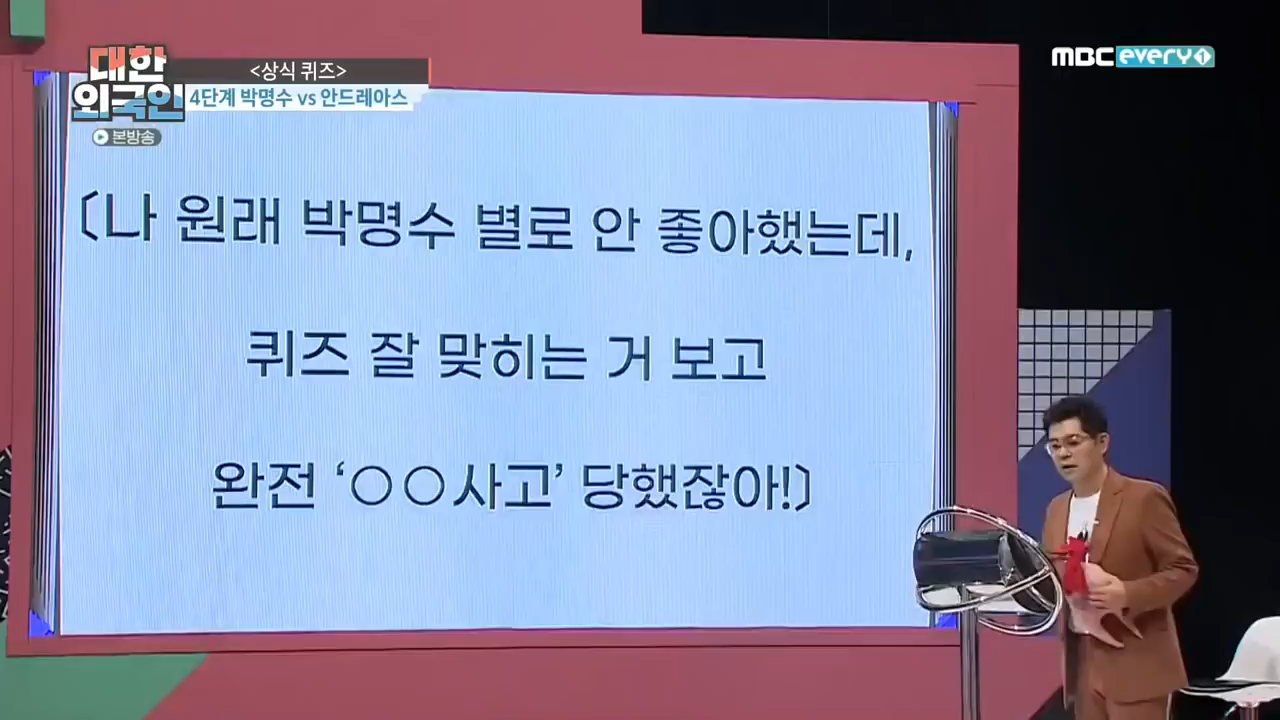 대한
외국인
본방송
<상식 퀴즈>
4단계 박명수 vs 안드레아스
MBC every1
(나 원래 박명수 별로 안 좋아했는데,
퀴즈 잘 맞히는 거 보고
완전 ‘○○사고’ 당했잖아!)